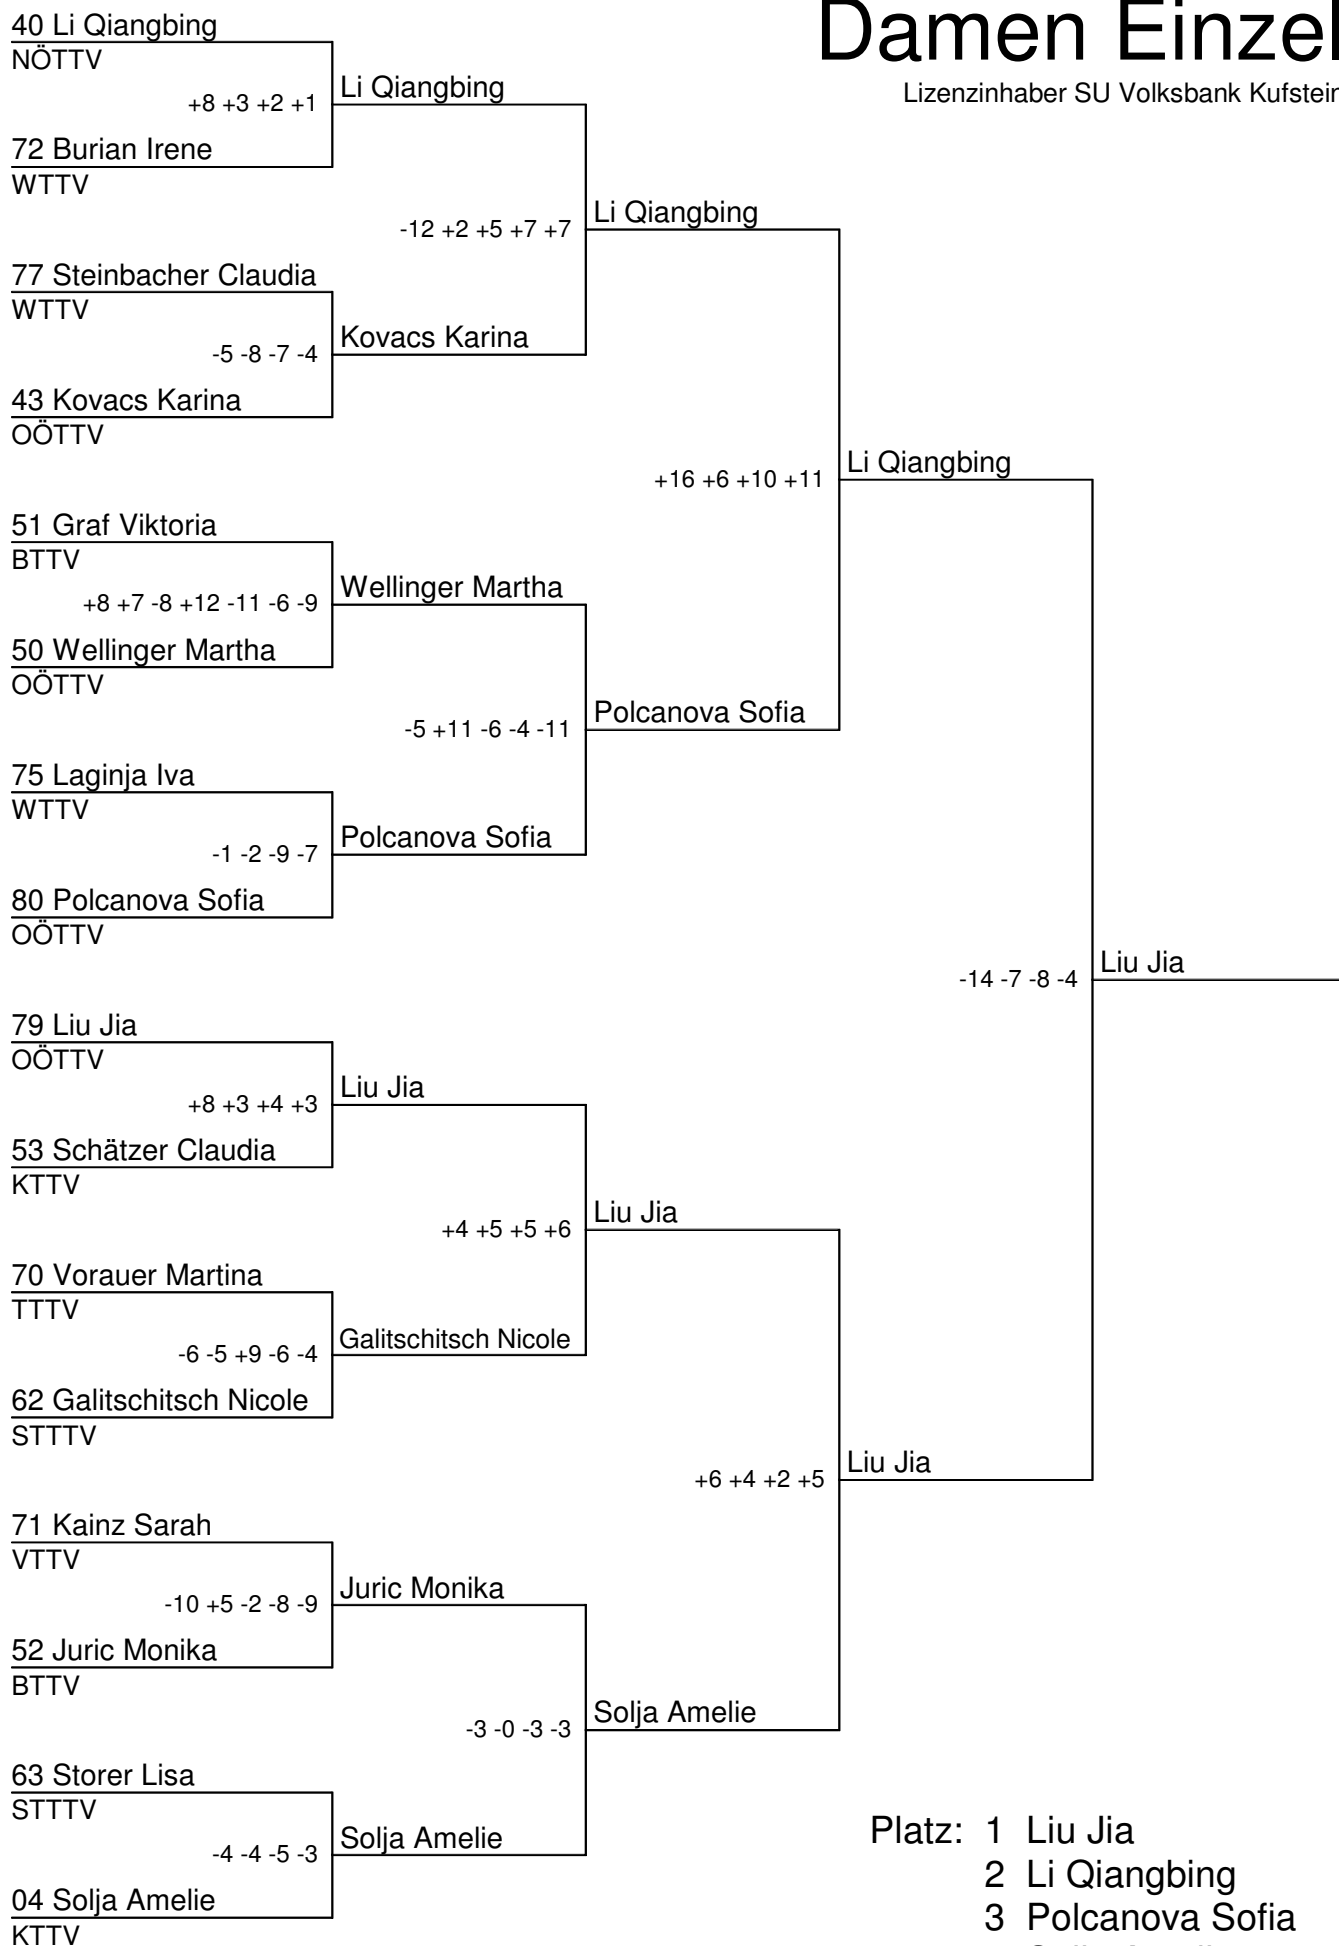 Damen Einzel
Lizenzinhaber SU Volksbank Kufstein
40 Li Qiangbing
NÖTTV
+8 +3 +2 +1
Li Qiangbing
72 Burian Irene
WTTV
-12 +2 +5 +7 +7
Li Qiangbing
77 Steinbacher Claudia
WTTV
-5 -8 -7 -4
Kovacs Karina
43 Kovacs Karina
OÖTTV
+16 +6 +10 +11
Li Qiangbing
51 Graf Viktoria
BTTV
+8 +7 -8 +12 -11 -6 -9
Wellinger Martha
50 Wellinger Martha
OÖTTV
-5 +11 -6 -4 -11
Polcanova Sofia
75 Laginja Iva
WTTV
-1 -2 -9 -7
Polcanova Sofia
80 Polcanova Sofia
OÖTTV
-14 -7 -8 -4
Liu Jia
79 Liu Jia
OÖTTV
+8 +3 +4 +3
Liu Jia
53 Schätzer Claudia
KTTV
+4 +5 +5 +6
Liu Jia
70 Vorauer Martina
TTTV
-6 -5 +9 -6 -4
Galitschitsch Nicole
62 Galitschitsch Nicole
STTTV
+6 +4 +2 +5
Liu Jia
71 Kainz Sarah
VTTV
-10 +5 -2 -8 -9
Juric Monika
52 Juric Monika
BTTV
-3 -0 -3 -3
Solja Amelie
63 Storer Lisa
STTTV
-4 -4 -5 -3
Solja Amelie
04 Solja Amelie
KTTV
Platz: 1 Liu Jia
2 Li Qiangbing
3 Polcanova Sofia